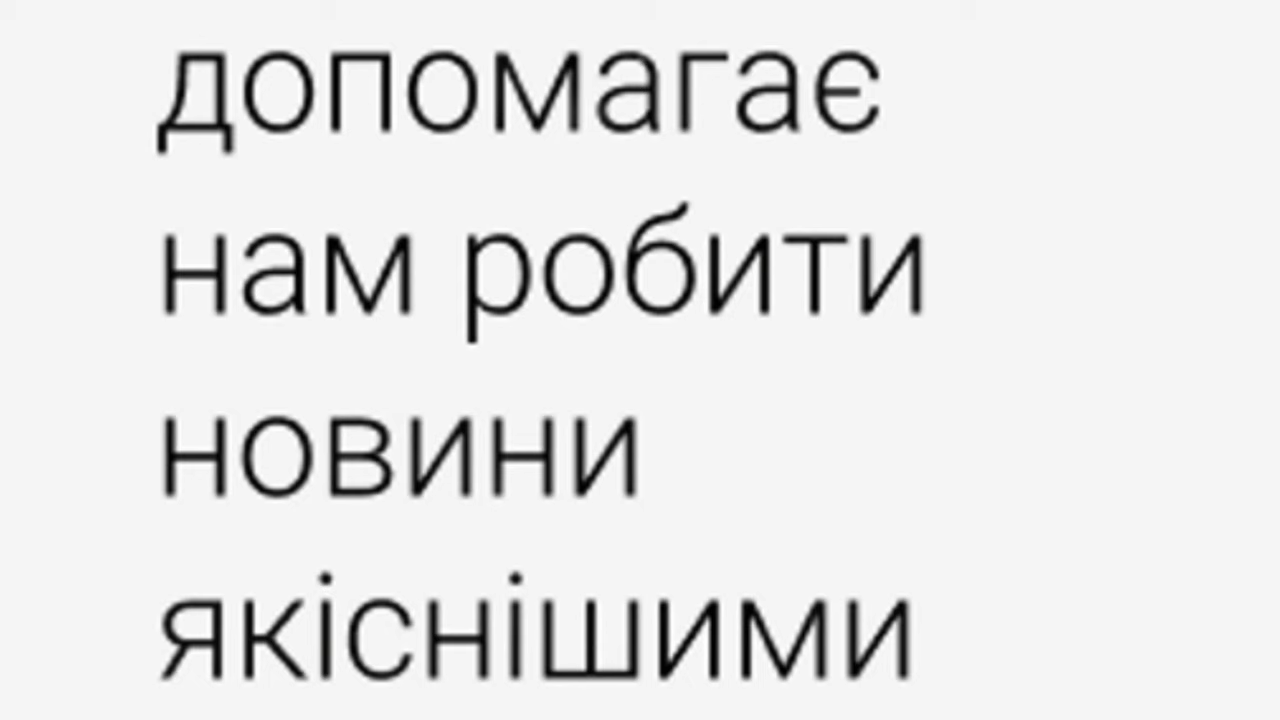 допомагає
нам робити
новини
якіснішими